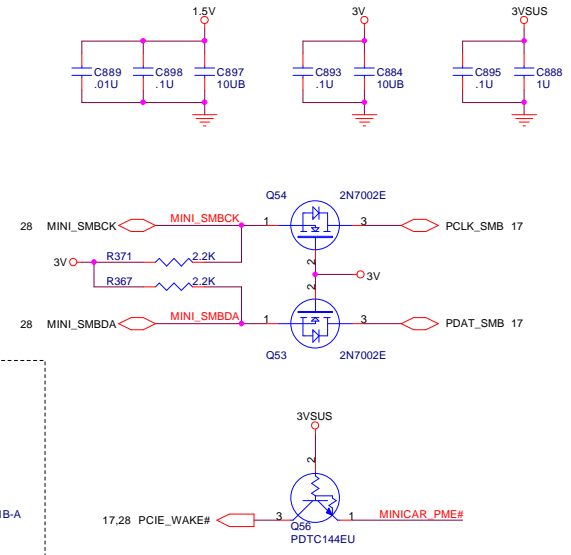 1.5V
3V
3VSUS
C889
.01U
C898
.1U
C897
10UB
C893
.1U
C884
10UB
C895
.1U
C888
1U
Q54
2N7002E
28 MINI_SMBCK
MINI_SMBCK
1
3
PCLK_SMB 17
2
R371
2.2K
3V
R367
2.2K
3V
2
28 MINI_SMBDA
MINI_SMBDA
1
3
PDAT_SMB 17
Q53
2N7002E
3VSUS
2
17,28 PCIE_WAKE#
3
1
MINICAR_PME#
Q56
PDTC144EU
B-A